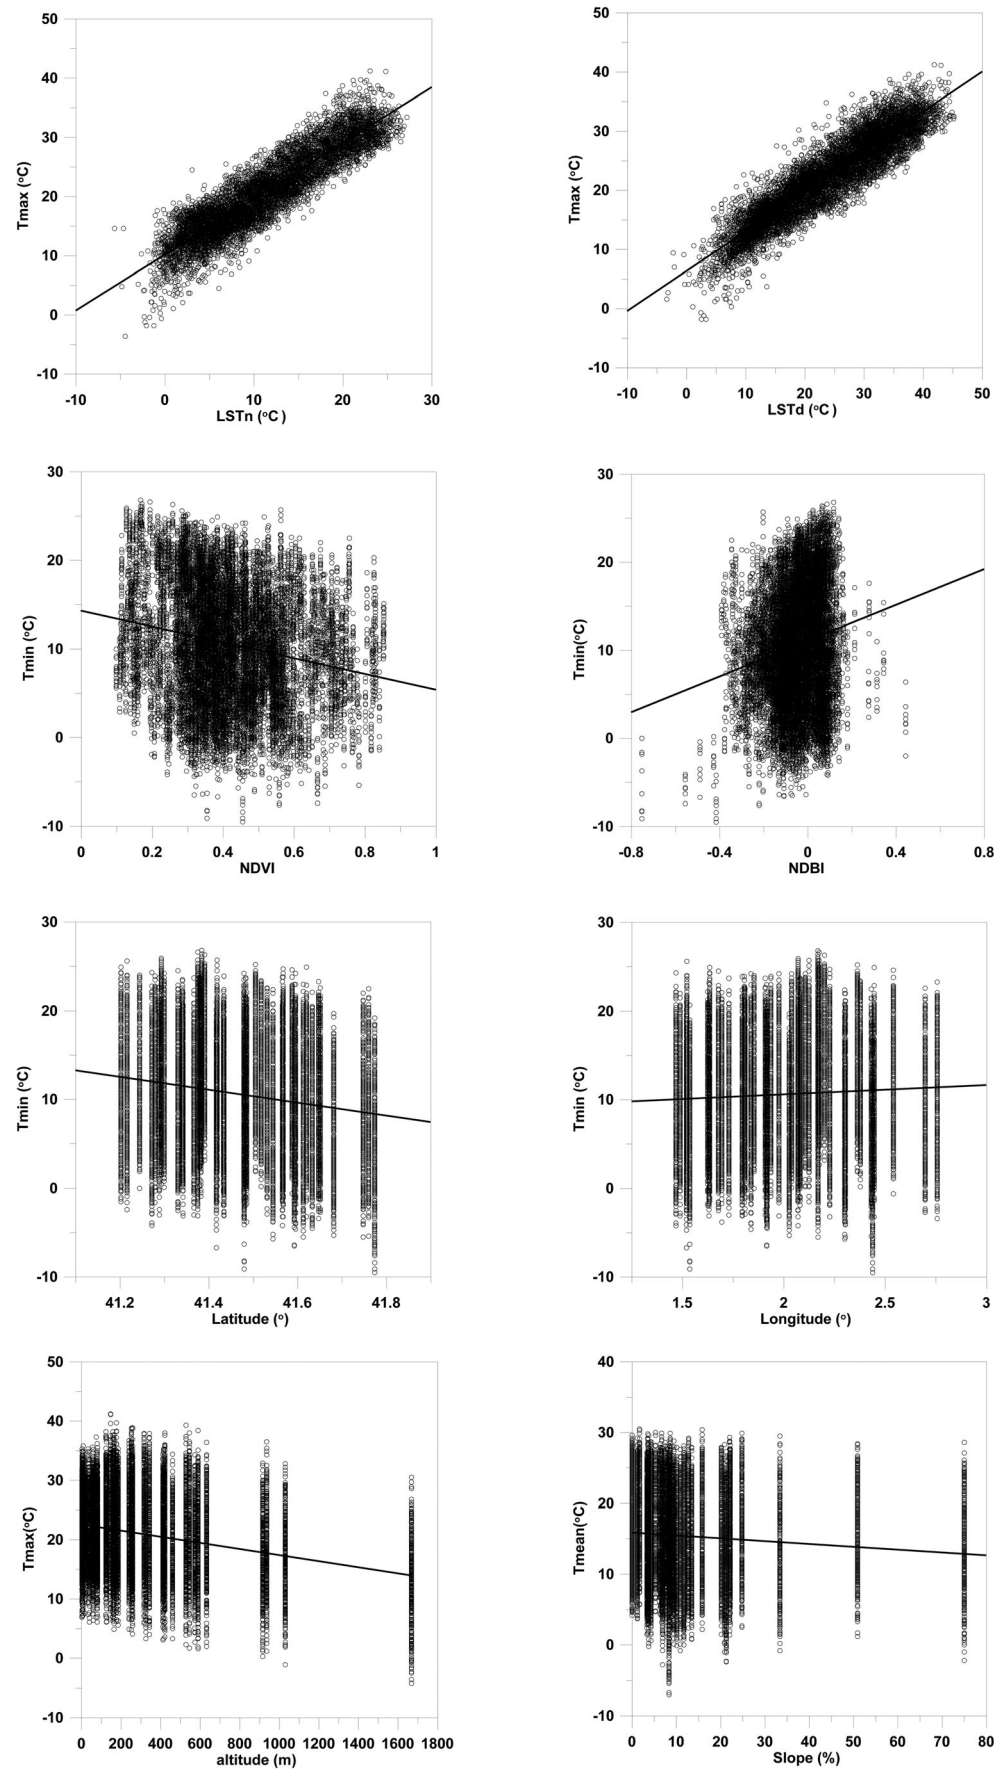 50
40
30
20
10
0
-10
Tmax (°C)
-10 0 10 20 30
LSTn (°C )
50
40
30
20
10
0
-10
Tmax (°C)
-10 0 10 20 30 40 50
LSTd (°C )
30
20
10
0
-10
Tmin (°C)
0 0.2 0.4 0.6 0.8 1
NDVI
30
20
10
0
-10
Tmin(°C)
-0.8 -0.4 0 0.4 0.8
NDBI
30
20
10
0
-10
Tmin (°C)
41.2 41.4 41.6 41.8
Latitude (°)
30
20
10
0
-10
Tmin (°C)
1.5 2 2.5 3
Longitude (°)
50
40
30
20
10
0
-10
Tmax(°C)
0 200 400 600 800 1000 1200 1400 1600 1800
altitude (m)
40
30
20
10
0
-10
Tmean(°C)
0 10 20 30 40 50 60 70 80
Slope (%)